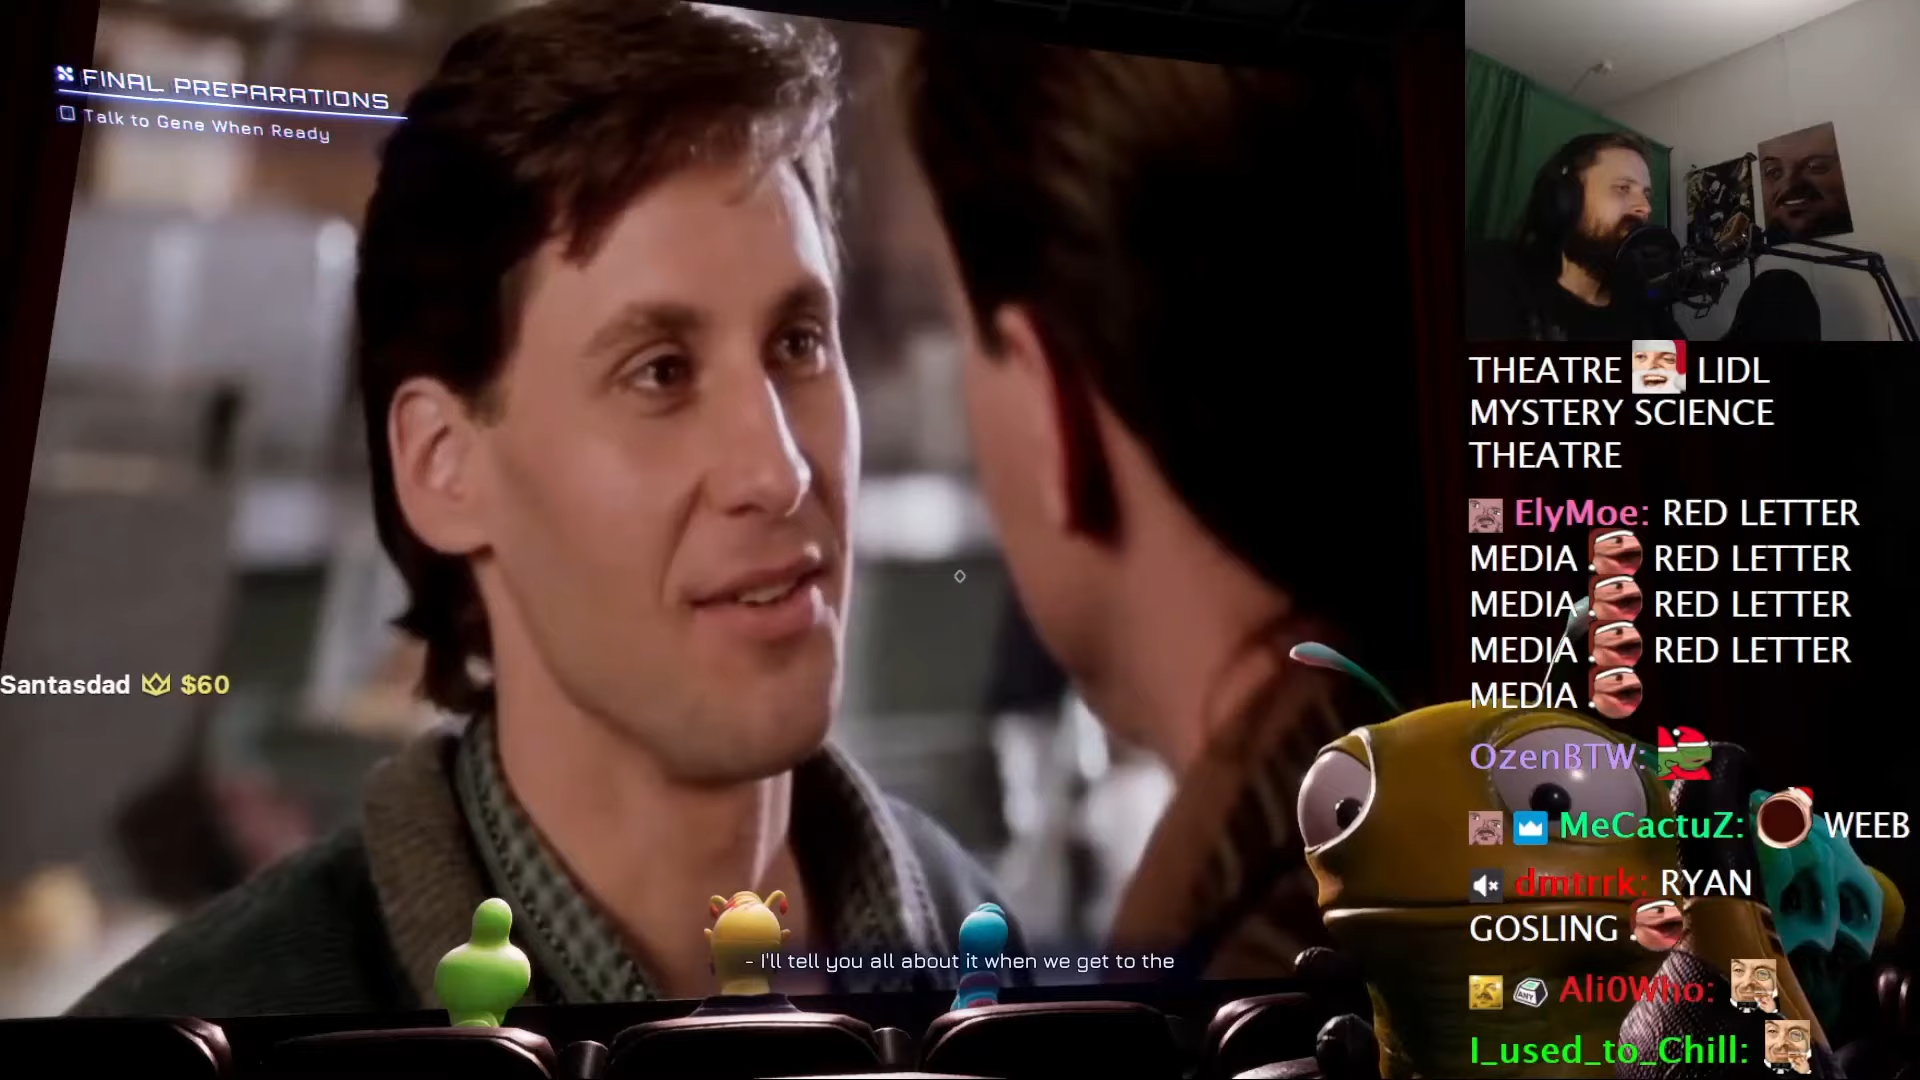 FINAL PREPARATIONS
Talk to Gene When Ready
Santasdad $60
- I'll tell you all about it when we get to the
THEATRE LIDL
MYSTERY SCIENCE
THEATRE
ElyMoe: RED LETTER
MEDIA RED LETTER
MEDIA RED LETTER
MEDIA RED LETTER
MEDIA
OzenBTW:
MeCactuZ: WEEB
dmtrrk: RYAN
GOSLING
Ali0Who:
I_used_to_Chill: